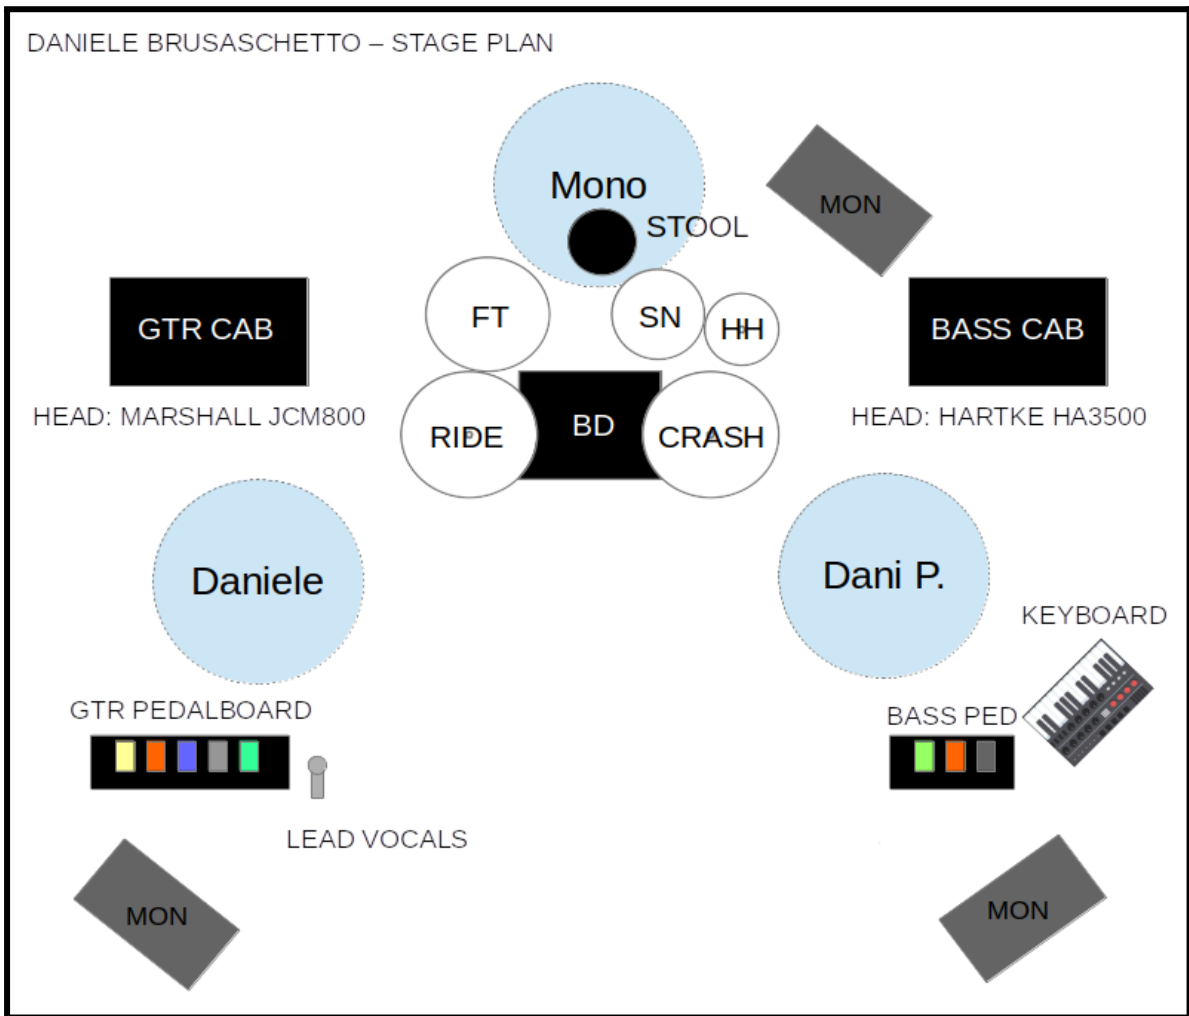 DANIELE BRUSASCHETTO – STAGE PLAN
Mono
MON
STOOL
FT
SN
HH
GTR CAB
BASS CAB
HEAD: MARSHALL JCM800
HEAD: HARTKE HA3500
RIDE
BD
CRASH
Daniele
Dani P.
KEYBOARD
GTR PEDALBOARD
BASS PED
LEAD VOCALS
MON
MON